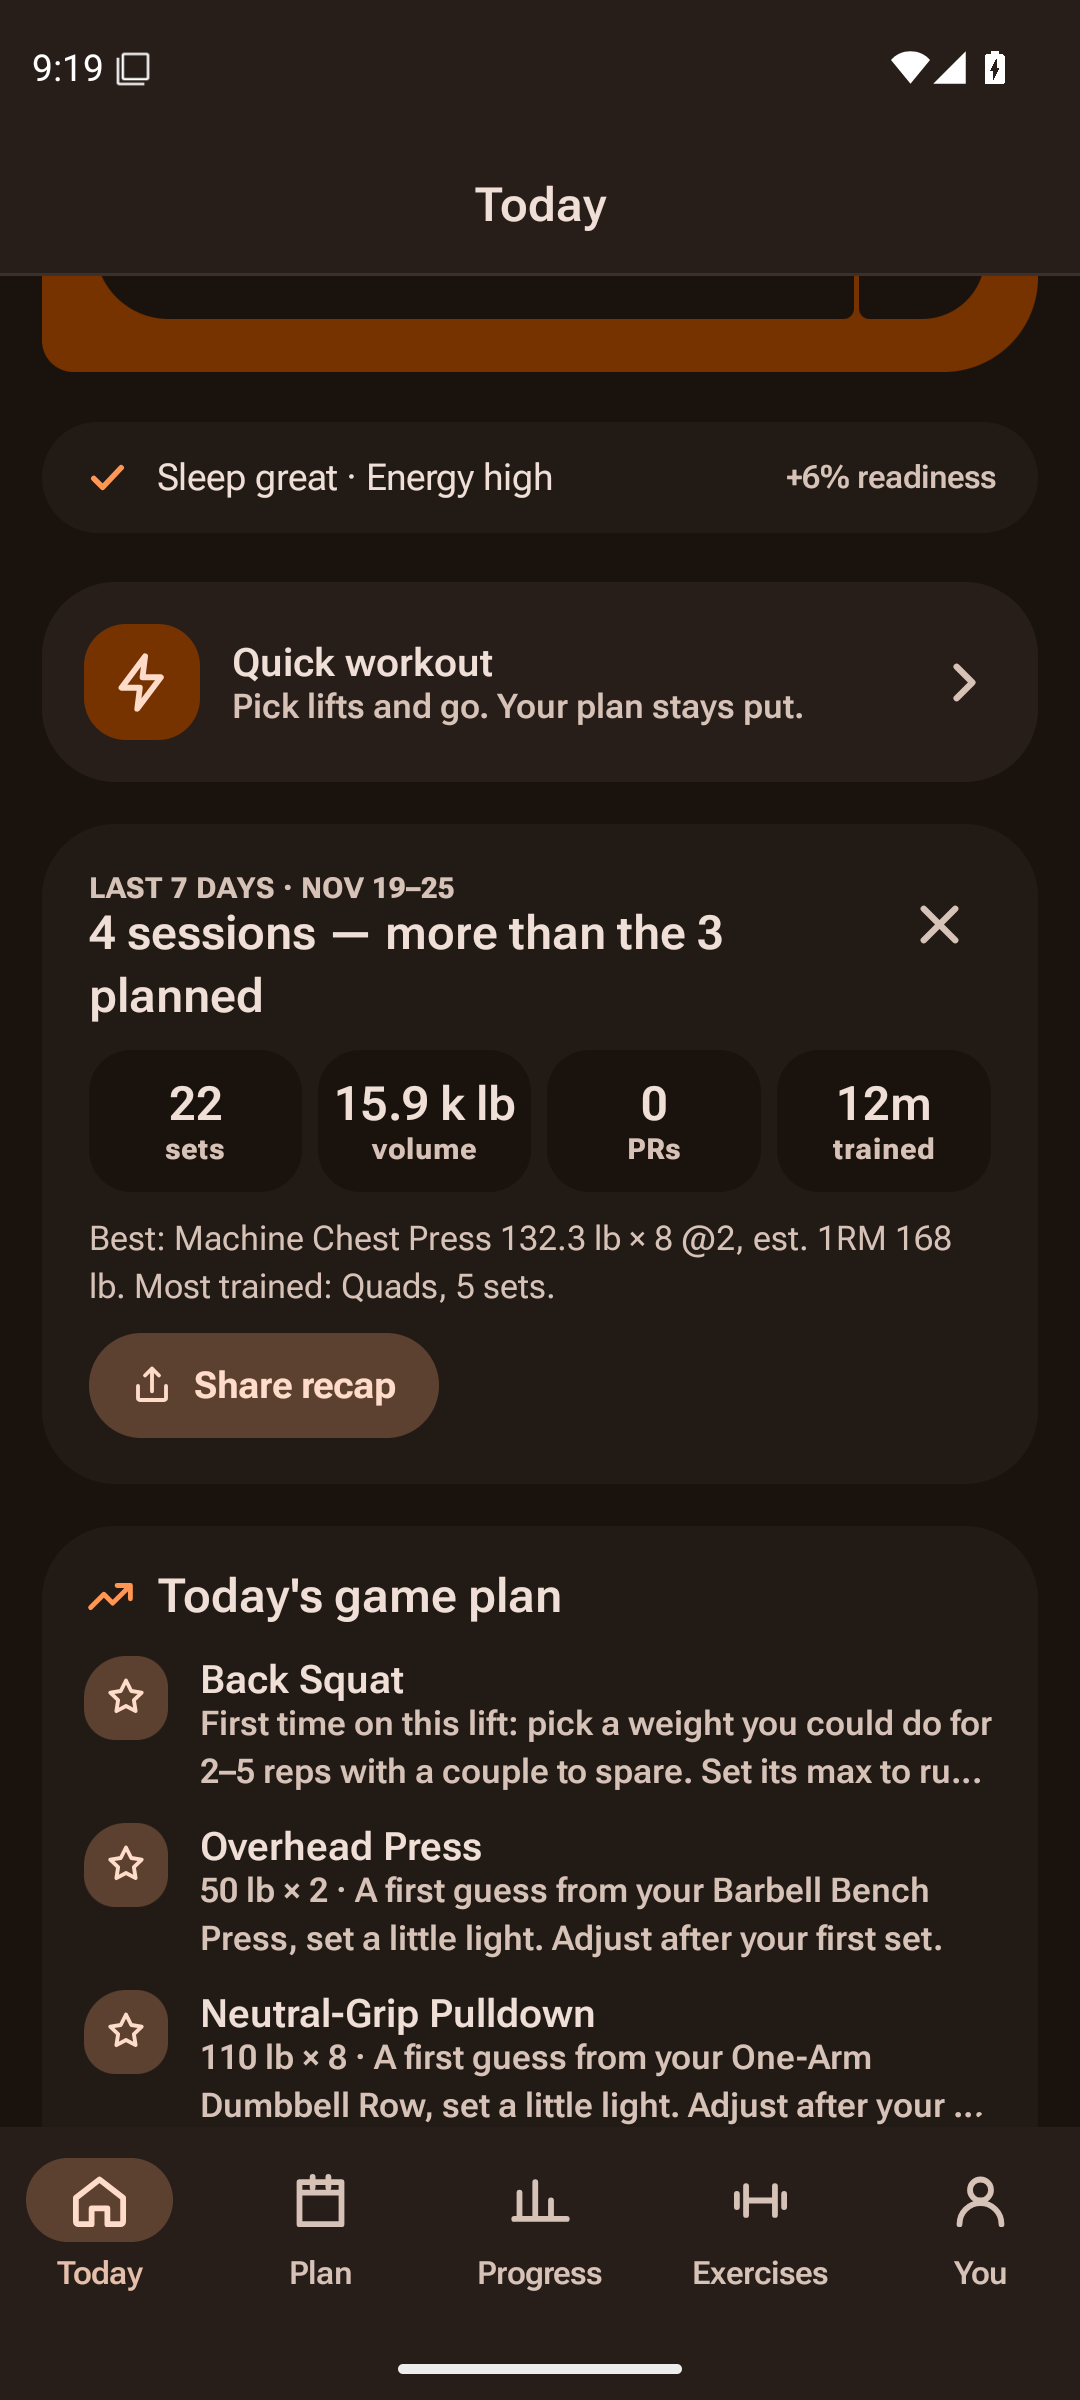 9:19
Today
Sleep great · Energy high
+6% readiness
Quick workout
Pick lifts and go. Your plan stays put.
LAST 7 DAYS · NOV 19–25
4 sessions — more than the 3
planned
22
sets
15.9 k lb
volume
0
PRs
12m
trained
Best: Machine Chest Press 132.3 lb × 8 @2, est. 1RM 168
lb. Most trained: Quads, 5 sets.
Share recap
Today's game plan
Back Squat
First time on this lift: pick a weight you could do for
2–5 reps with a couple to spare. Set its max to ru...
Overhead Press
50 lb × 2 · A first guess from your Barbell Bench
Press, set a little light. Adjust after your first set.
Neutral-Grip Pulldown
110 lb × 8 · A first guess from your One-Arm
Dumbbell Row, set a little light. Adjust after your ...
Today
Plan
Progress
Exercises
You